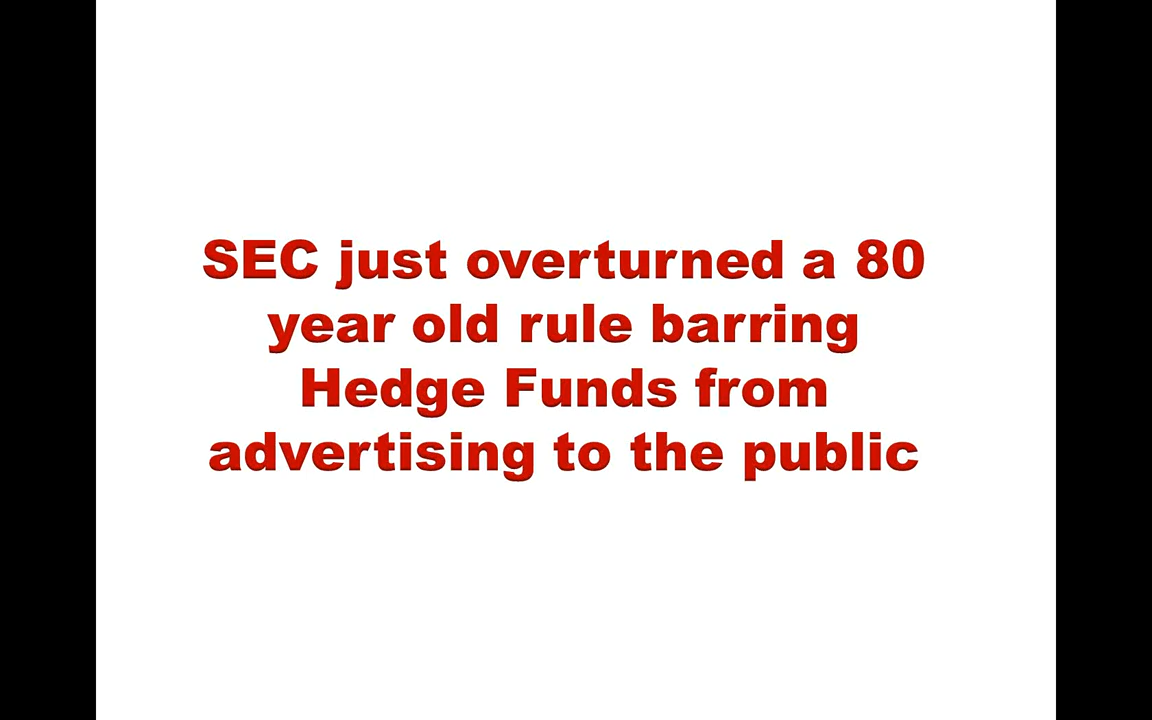 SEC just overturned a 80
year old rule barring
Hedge Funds from
advertising to the public